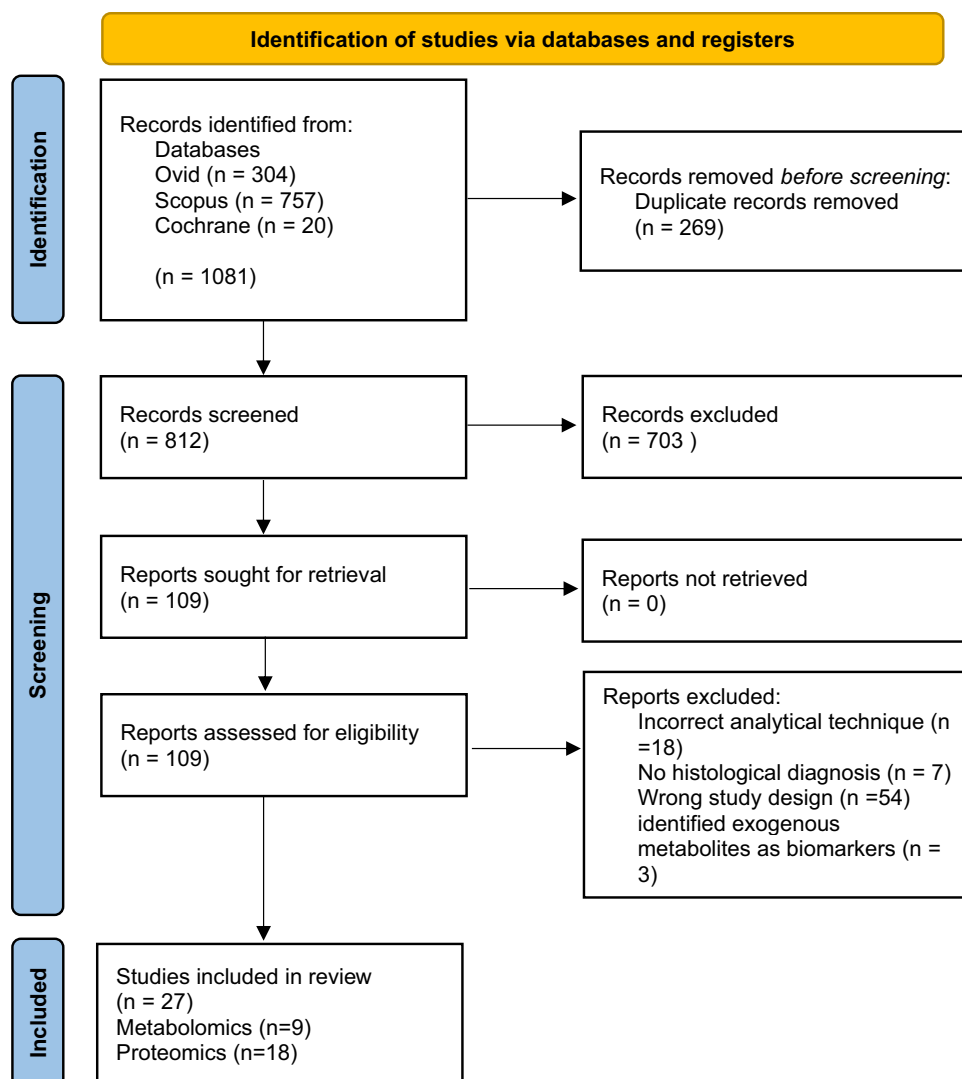 Identification of studies via databases and registers
Identification
Records identified from:
Databases
Ovid (n = 304)
Scopus (n = 757)
Cochrane (n = 20)
(n = 1081)
Records removed before screening:
Duplicate records removed
(n = 269)
Screening
Records screened
(n = 812)
Records excluded
(n = 703 )
Reports sought for retrieval
(n = 109)
Reports not retrieved
(n = 0)
Reports assessed for eligibility
(n = 109)
Reports excluded:
Incorrect analytical technique (n
=18)
No histological diagnosis (n = 7)
Wrong study design (n =54)
identified exogenous
metabolites as biomarkers (n =
3)
Included
Studies included in review
(n = 27)
Metabolomics (n=9)
Proteomics (n=18)